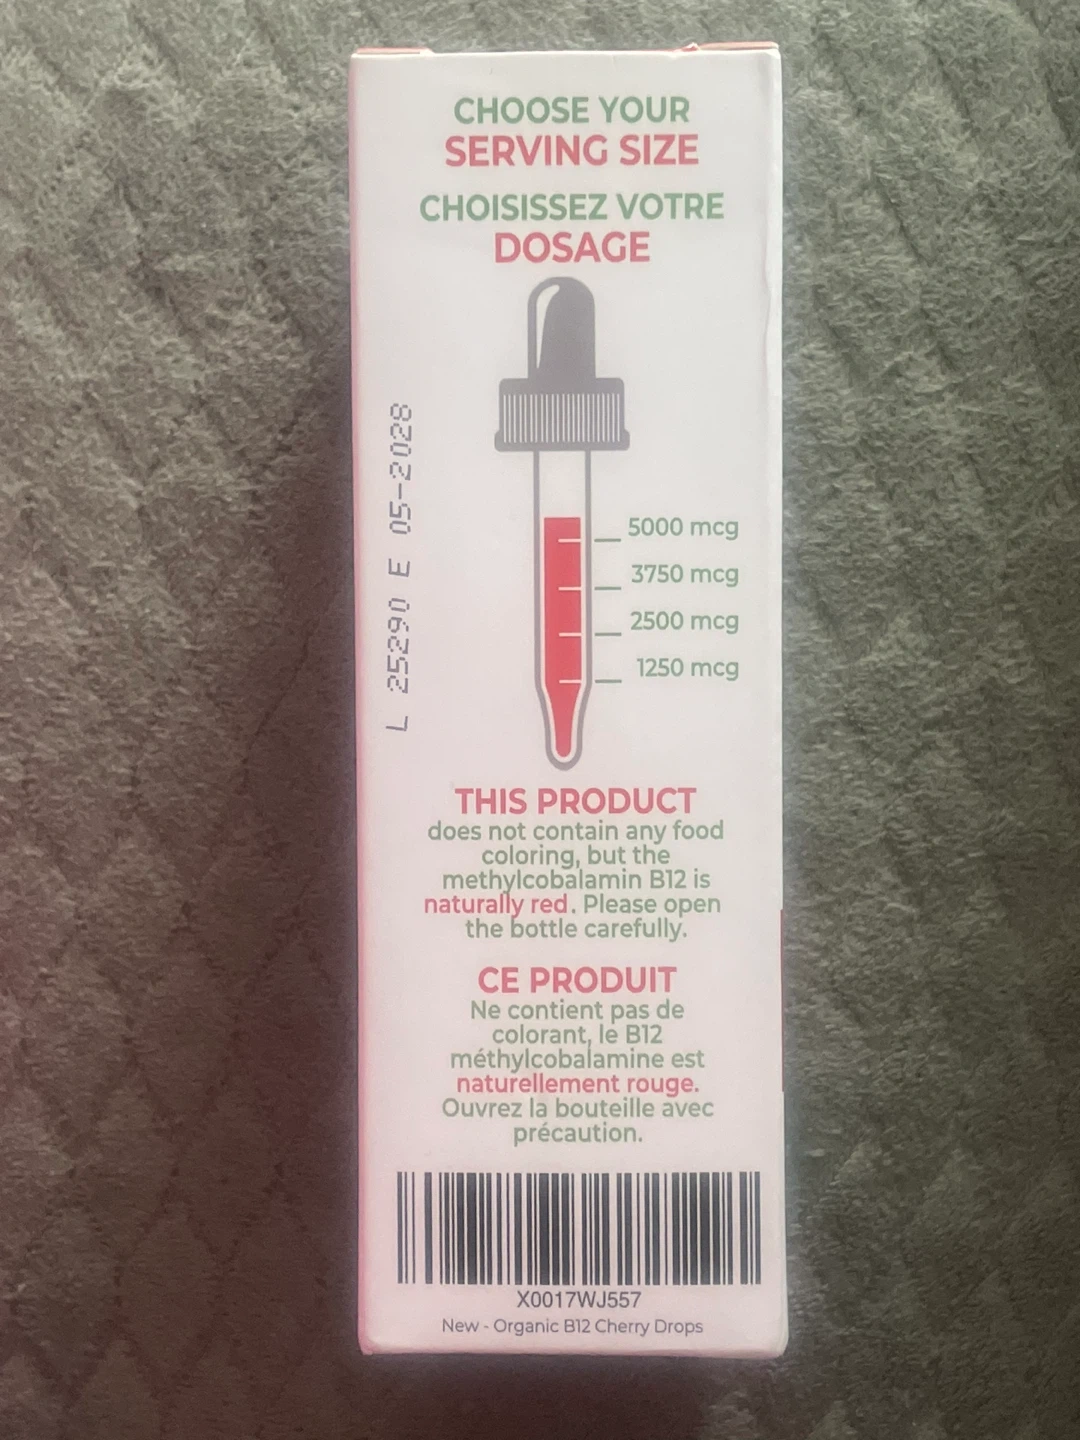 CHOOSE YOUR
SERVING SIZE
CHOISISSEZ VOTRE
DOSAGE
5000 mcg
3750 mcg
2500 mcg
1250 mcg
L 25290 E 05-2028
THIS PRODUCT
does not contain any food
coloring, but the
methylcobalamin B12 is
naturally red. Please open
the bottle carefully.
CE PRODUIT
Ne contient pas de
colorant, le B12
méthylcobalamine est
naturellement rouge.
Ouvrez la bouteille avec
précaution.
X0017WJ557
New - Organic B12 Cherry Drops